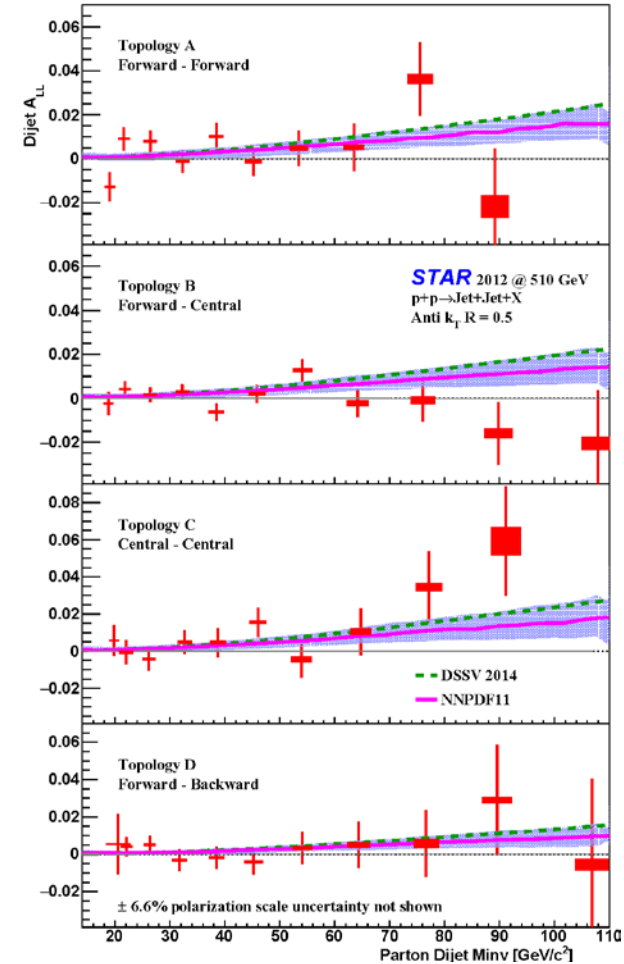 Dijet A_LL
0.06
0.04
0.02
0
−0.02
Topology A
Forward - Forward
0.06
0.04
0.02
0
−0.02
Topology B
Forward - Central
STAR 2012 @ 510 GeV
p+p→Jet+Jet+X
Anti k_T R = 0.5
0.08
0.06
0.04
0.02
0
−0.02
Topology C
Central - Central
DSSV 2014
NNPDF11
0.06
0.04
0.02
0
−0.02
Topology D
Forward - Backward
± 6.6% polarization scale uncertainty not shown
20 30 40 50 60 70 80 90 100 110
Parton Dijet Minv [GeV/c²]